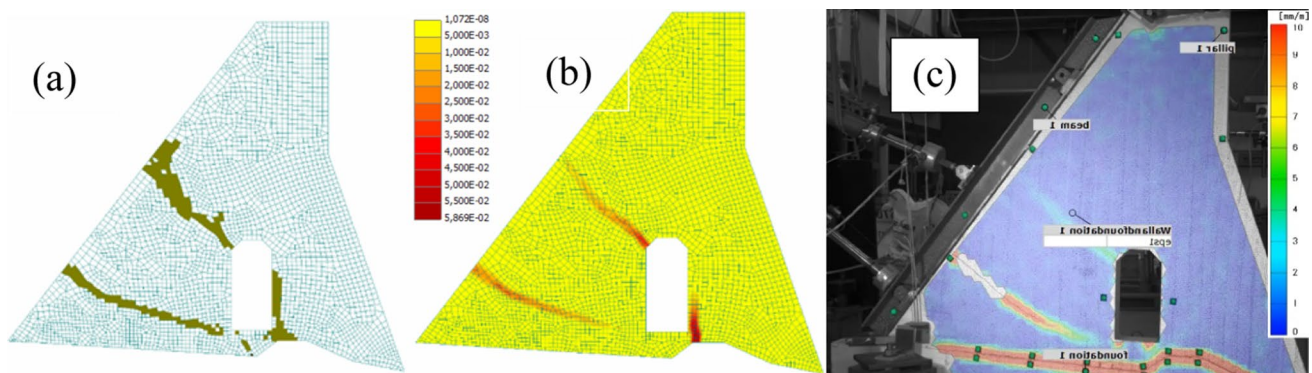 (a)
(b)
1,072E-08
5,000E-03
1,000E-02
1,500E-02
2,000E-02
2,500E-02
3,000E-02
3,500E-02
4,000E-02
4,500E-02
5,000E-02
5,500E-02
5,869E-02
(c)
[mm/m]
10
9
8
7
6
5
4
3
2
1
0
pillar 1
beam 1
Wallandfoundation 1
eps1
foundation 1